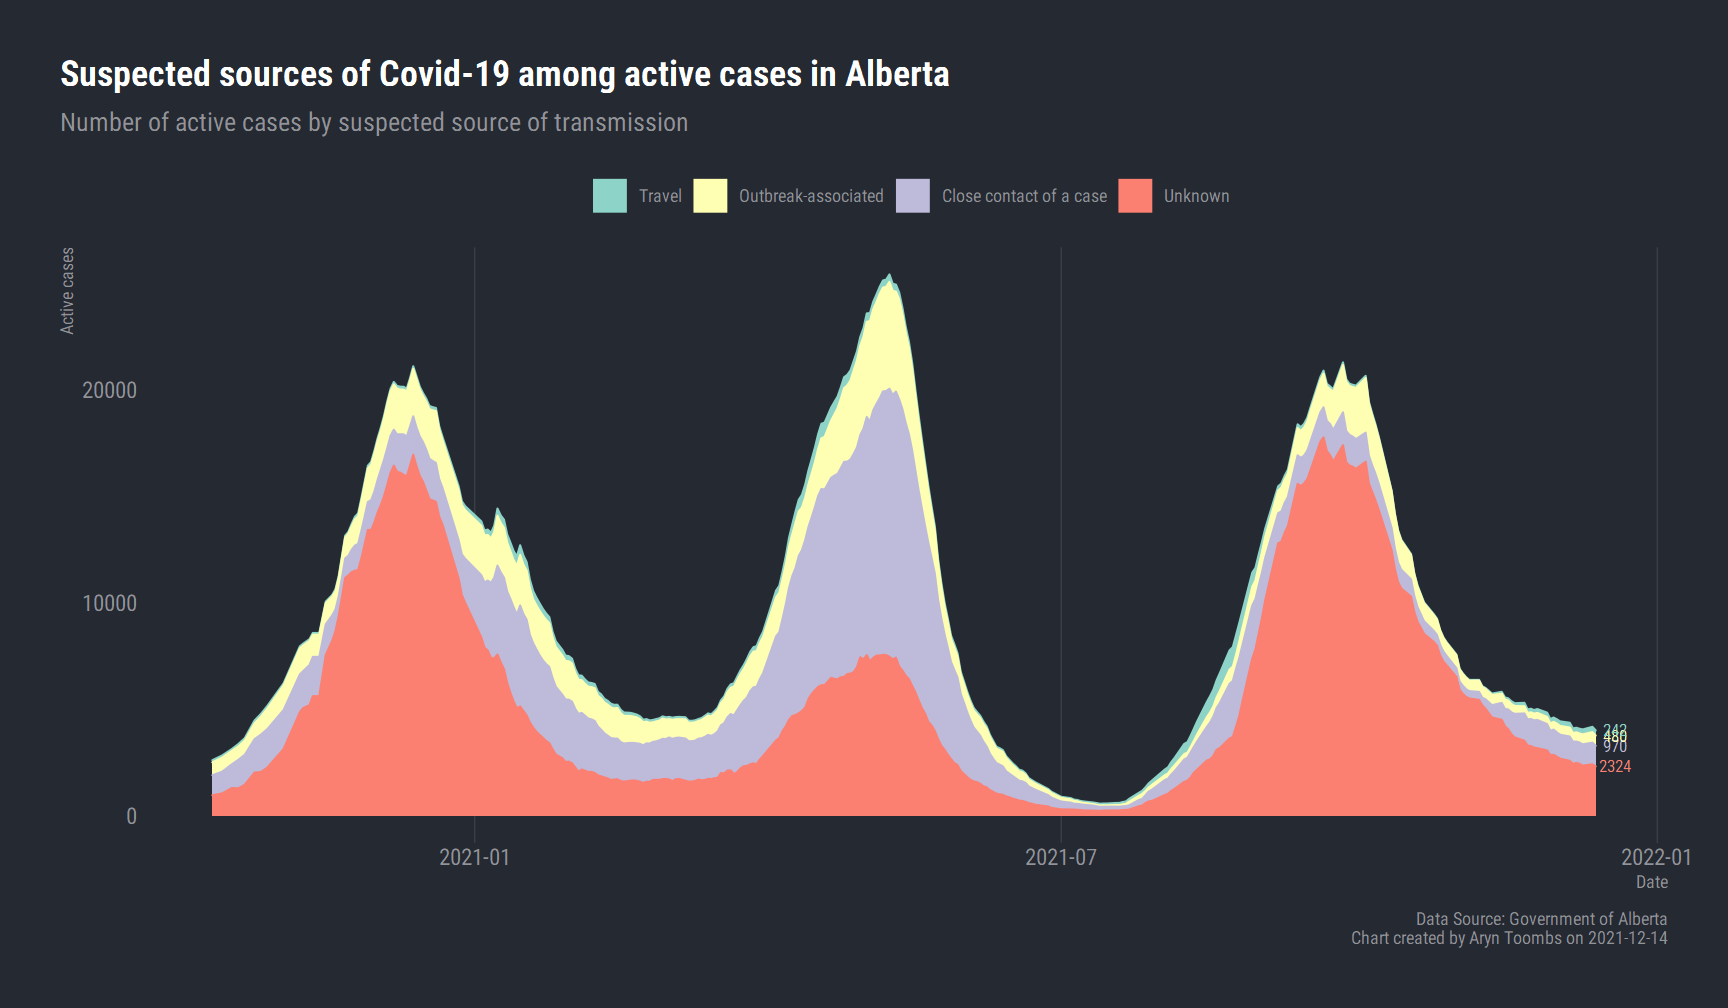 Suspected sources of Covid-19 among active cases in Alberta
Number of active cases by suspected source of transmission
Travel
Outbreak-associated
Close contact of a case
Unknown
Active cases
20000
10000
0
970
2324
2021-01
2021-07
2022-01
Date
Data Source: Government of Alberta
Chart created by Aryn Toombs on 2021-12-14